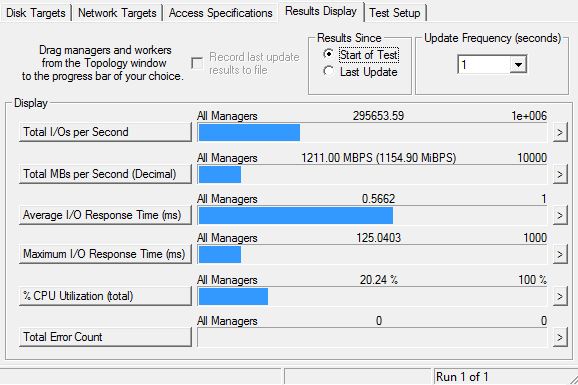 Disk Targets Network Targets Access Specifications Results Display Test Setup
Drag managers and workers
from the Topology window
to the progress bar of your choice.
Record last update
results to file
Results Since
Start of Test
Last Update
Update Frequency (seconds)
1
Display
All Managers 295653.59 1e+006
Total I/Os per Second >
All Managers 1211.00 MBPS (1154.90 MiBPS) 10000
Total MBs per Second (Decimal) >
All Managers 0.5662 1
Average I/O Response Time (ms) >
All Managers 125.0403 1000
Maximum I/O Response Time (ms) >
All Managers 20.24 % 100 %
% CPU Utilization (total) >
All Managers 0 0
Total Error Count >
Run 1 of 1